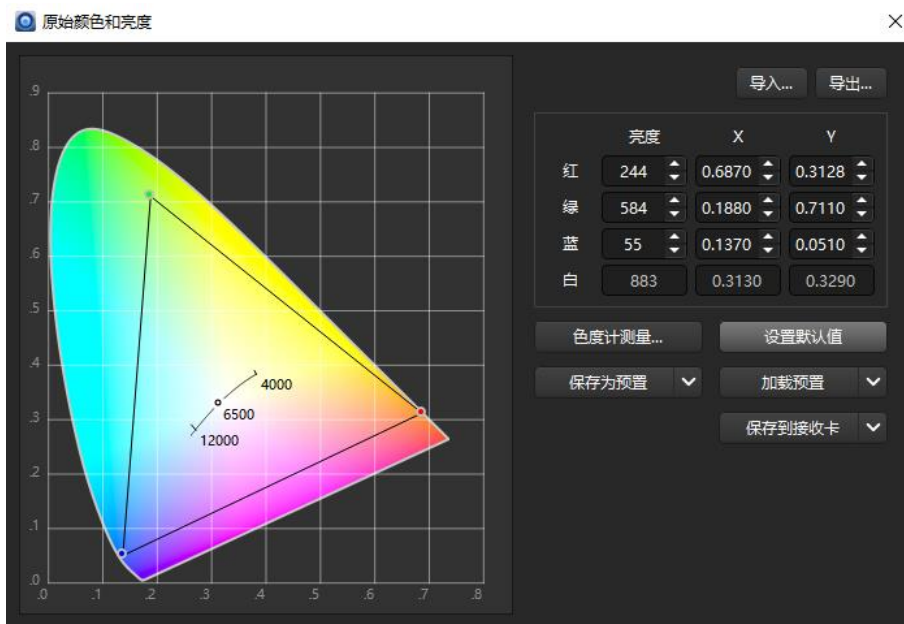 原始颜色和亮度
导入... 导出...
亮度 X Y
红 244 0.6870 0.3128
绿 584 0.1880 0.7110
蓝 55 0.1370 0.0510
白 883 0.3130 0.3290
色度计测量... 设置默认值
保存为预置 加载预置
保存到接收卡
.9
.8
.7
.6
.5
.4
.3
.2
.1
.0
4000
6500
12000
.0 .1 .2 .3 .4 .5 .6 .7 .8